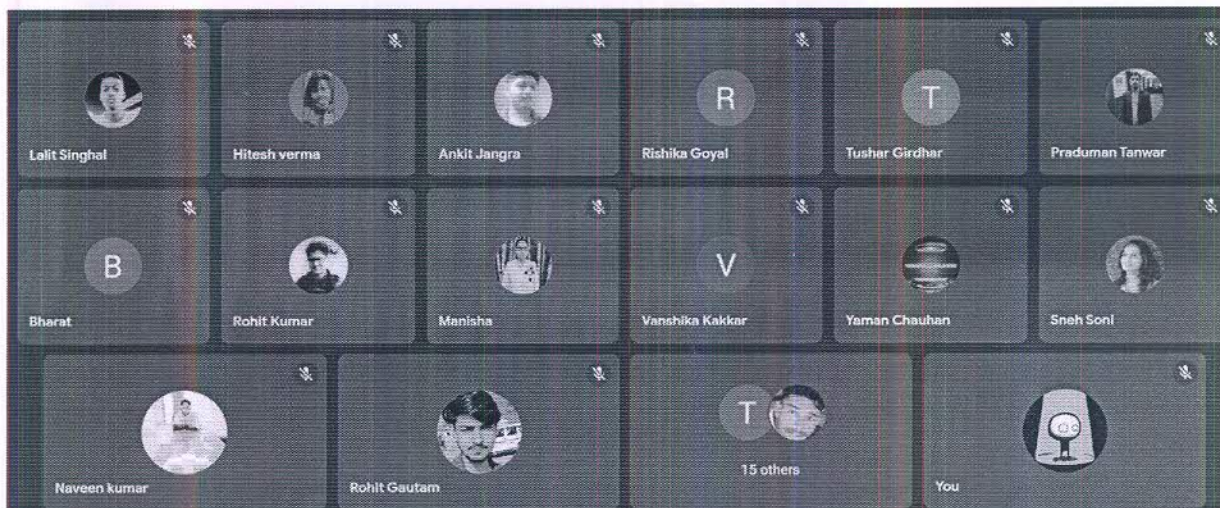 Lalit Singhal
Hitesh verma
Ankit Jangra
R
Rishika Goyal
T
Tushar Girdhar
Praduman Tanwar
B
Bharat
Rohit Kumar
Manisha
V
Vanshika Kakkar
Yaman Chauhan
Sneh Soni
Naveen kumar
Rohit Gautam
T
15 others
You